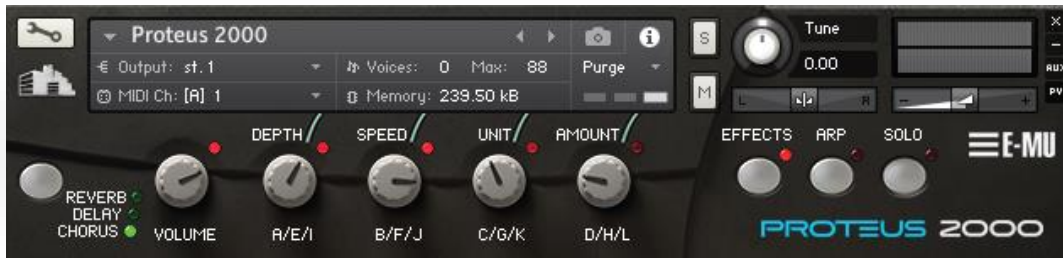 Proteus 2000
Output: st. 1
Voices: 0 Max: 88
Purge
MIDI Ch: [A] 1
Memory: 239.50 kB
S
M
Tune
0.00
L R
- +
×
-
AUX
PV
DEPTH SPEED UNIT AMOUNT
EFFECTS ARP SOLO
E-MU
REVERB
DELAY
CHORUS
VOLUME A/E/I B/F/J C/G/K D/H/L
PROTEUS 2000